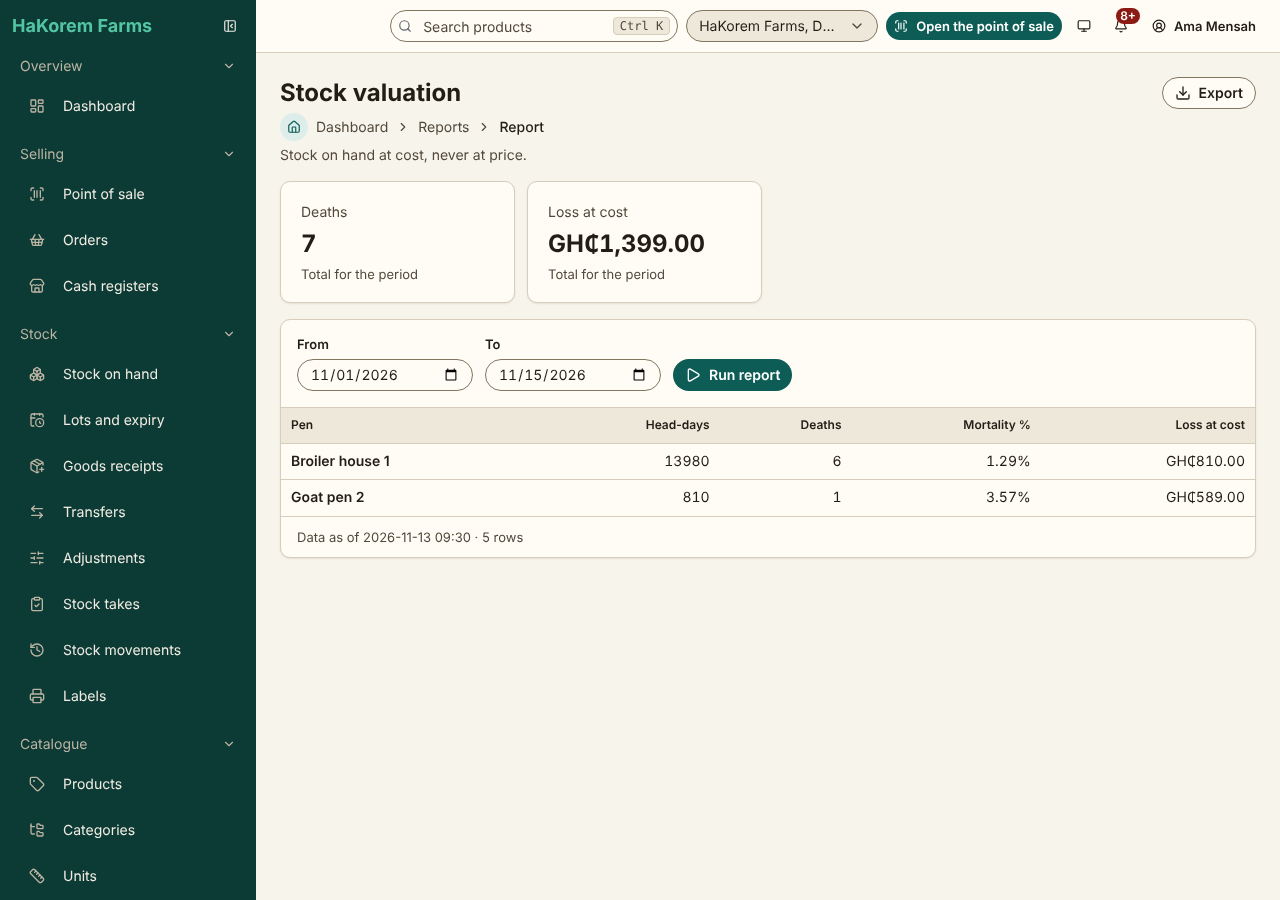 HaKorem Farms
Search products
Ctrl K
HaKorem Farms, D...
Open the point of sale
8+
Ama Mensah
Overview
Dashboard
Selling
Point of sale
Orders
Cash registers
Stock
Stock on hand
Lots and expiry
Goods receipts
Transfers
Adjustments
Stock takes
Stock movements
Labels
Catalogue
Products
Categories
Units
Stock valuation
Export
Dashboard > Reports > Report
Stock on hand at cost, never at price.
Deaths
7
Total for the period
Loss at cost
GH₵1,399.00
Total for the period
From
To
11/01/2026
11/15/2026
Run report
Pen Head-days Deaths Mortality % Loss at cost
Broiler house 1 13980 6 1.29% GH₵810.00
Goat pen 2 810 1 3.57% GH₵589.00
Data as of 2026-11-13 09:30 · 5 rows